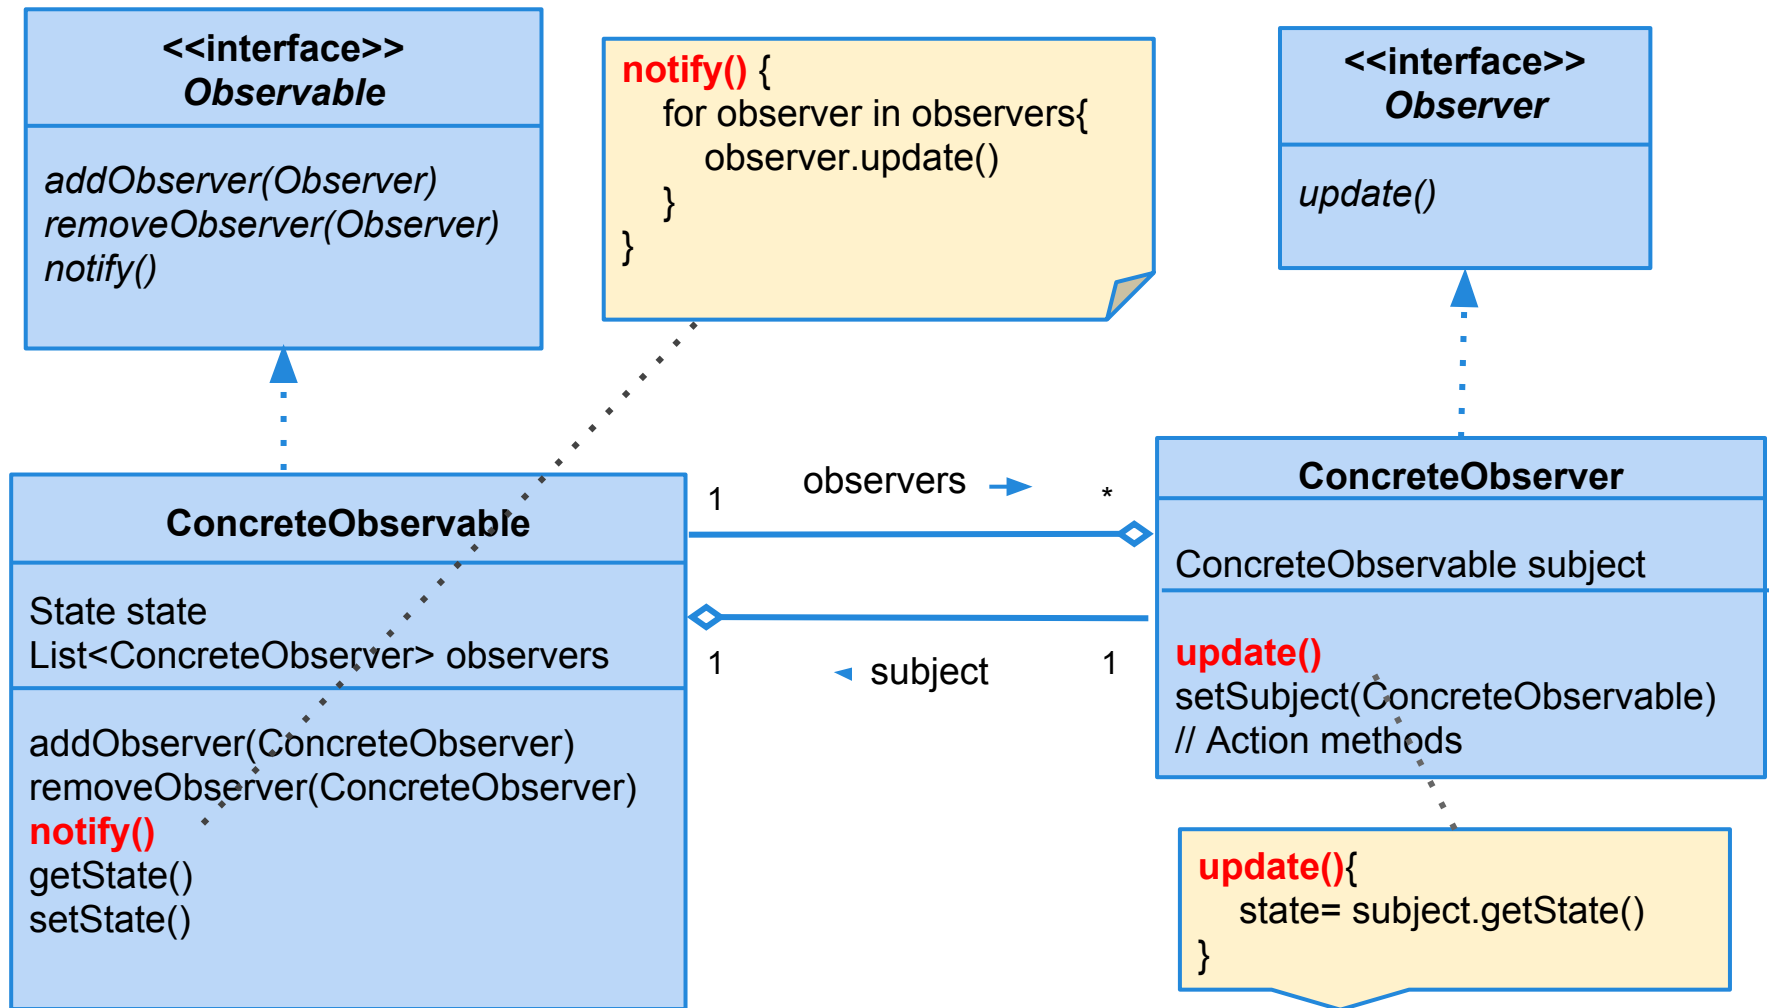 <<interface>>
Observable
addObserver(Observer)
removeObserver(Observer)
notify()
notify() {
for observer in observers{
observer.update()
}
}
<<interface>>
Observer
update()
ConcreteObservable
State state
List<ConcreteObserver> observers
addObserver(ConcreteObserver)
removeObserver(ConcreteObserver)
notify()
getState()
setState()
1
observers
*
1
subject
1
ConcreteObserver
ConcreteObservable subject
update()
setSubject(ConcreteObservable)
// Action methods
update(){
state= subject.getState()
}